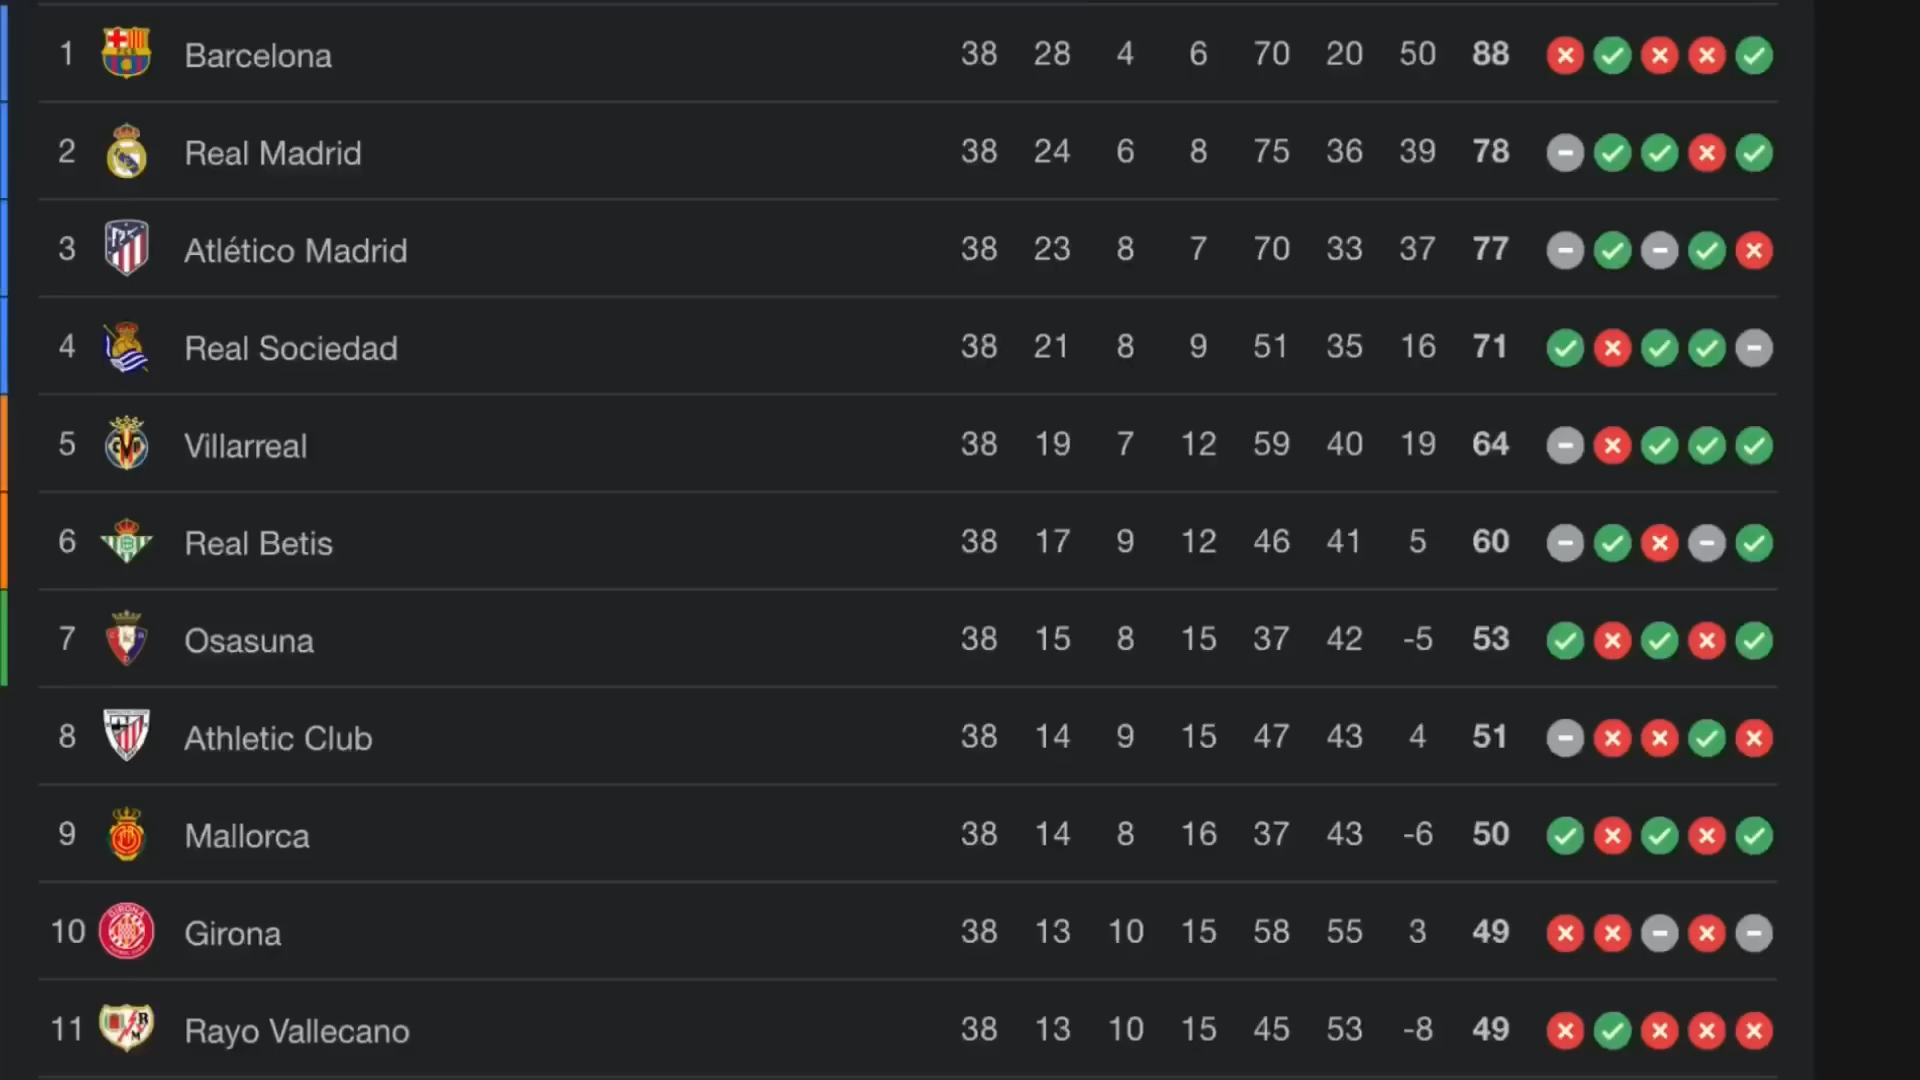 1 Barcelona 38 28 4 6 70 20 50 88
2 Real Madrid 38 24 6 8 75 36 39 78
3 Atlético Madrid 38 23 8 7 70 33 37 77
4 Real Sociedad 38 21 8 9 51 35 16 71
5 Villarreal 38 19 7 12 59 40 19 64
6 Real Betis 38 17 9 12 46 41 5 60
7 Osasuna 38 15 8 15 37 42 -5 53
8 Athletic Club 38 14 9 15 47 43 4 51
9 Mallorca 38 14 8 16 37 43 -6 50
10 Girona 38 13 10 15 58 55 3 49
11 Rayo Vallecano 38 13 10 15 45 53 -8 49